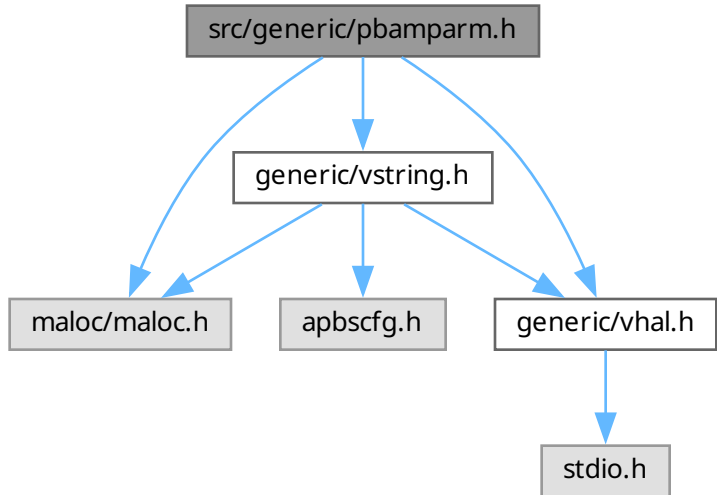 src/generic/pbamparm.h
generic/vstring.h
maloc/maloc.h
apbscfg.h
generic/vhal.h
stdio.h